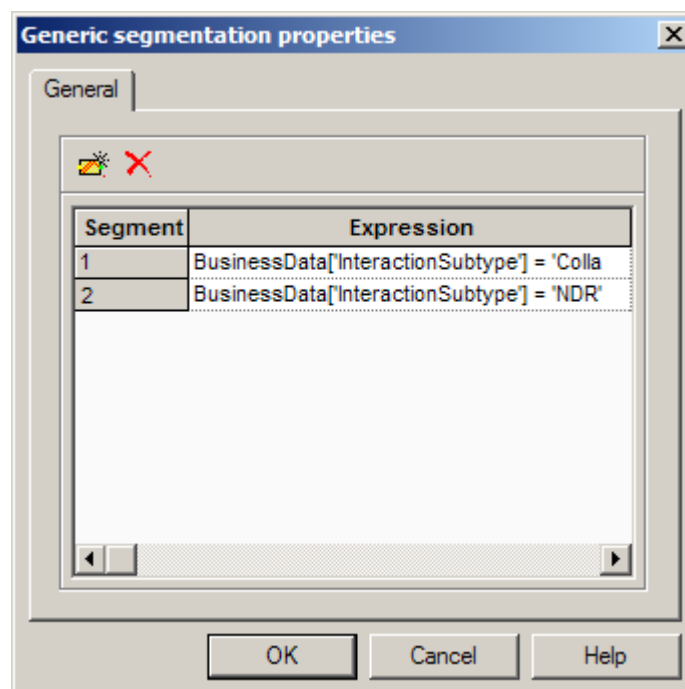 Generic segmentation properties
General
Segment Expression
1 BusinessData['InteractionSubtype'] = 'Colla
2 BusinessData['InteractionSubtype'] = 'NDR'
OK Cancel Help